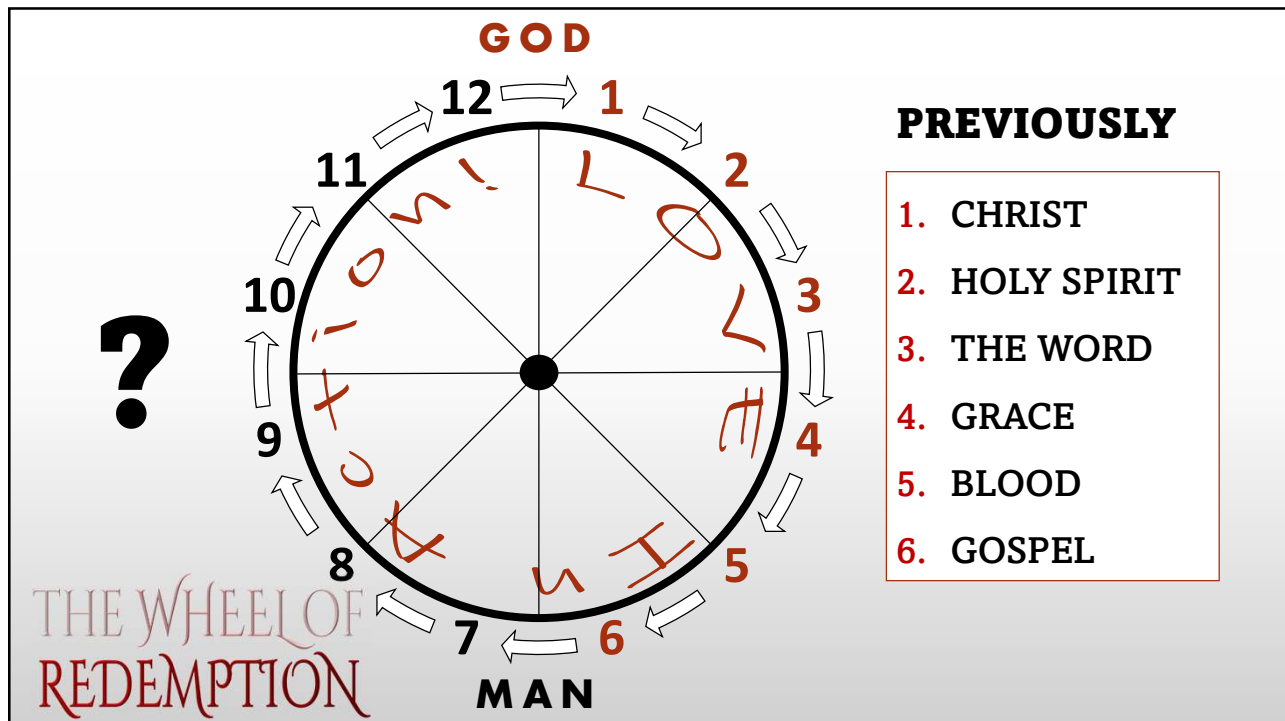 GOD
12
1
11
2
10
3
9
4
8
5
7
6
MAN
LOVE In Action!
?
THE WHEEL OF
REDEMPTION
PREVIOUSLY
1. CHRIST
2. HOLY SPIRIT
3. THE WORD
4. GRACE
5. BLOOD
6. GOSPEL